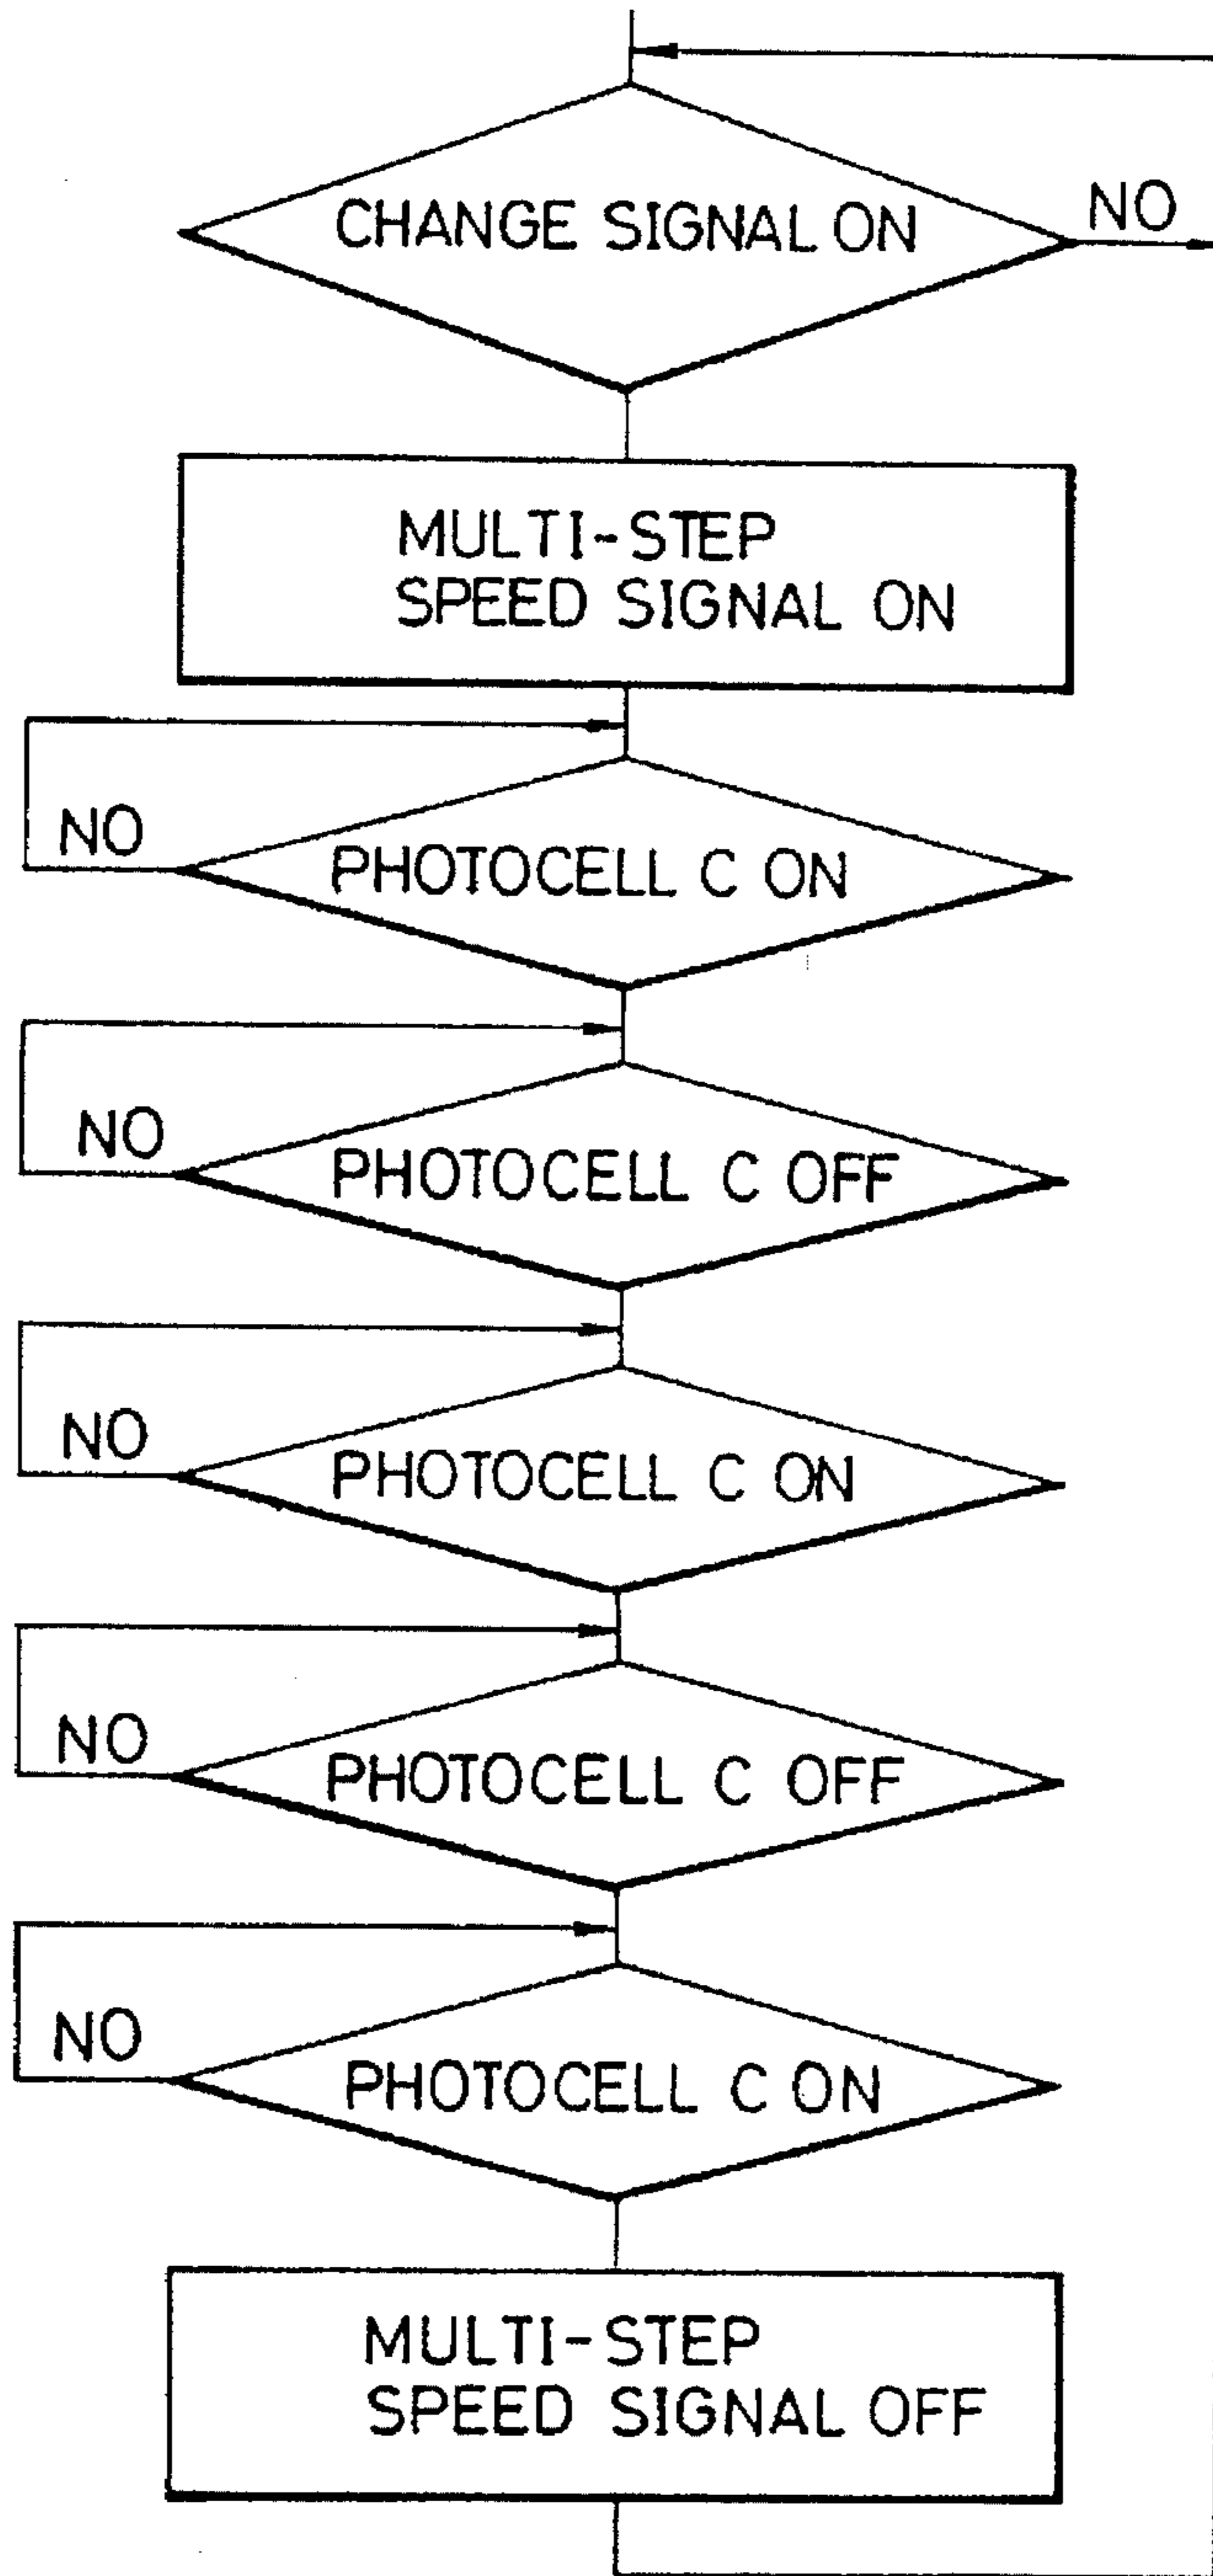 CHANGE SIGNAL ON
NO
MULTI-STEP
SPEED SIGNAL ON
NO
PHOTOCELL C ON
NO
PHOTOCELL C OFF
NO
PHOTOCELL C ON
NO
PHOTOCELL C OFF
NO
PHOTOCELL C ON
MULTI-STEP
SPEED SIGNAL OFF